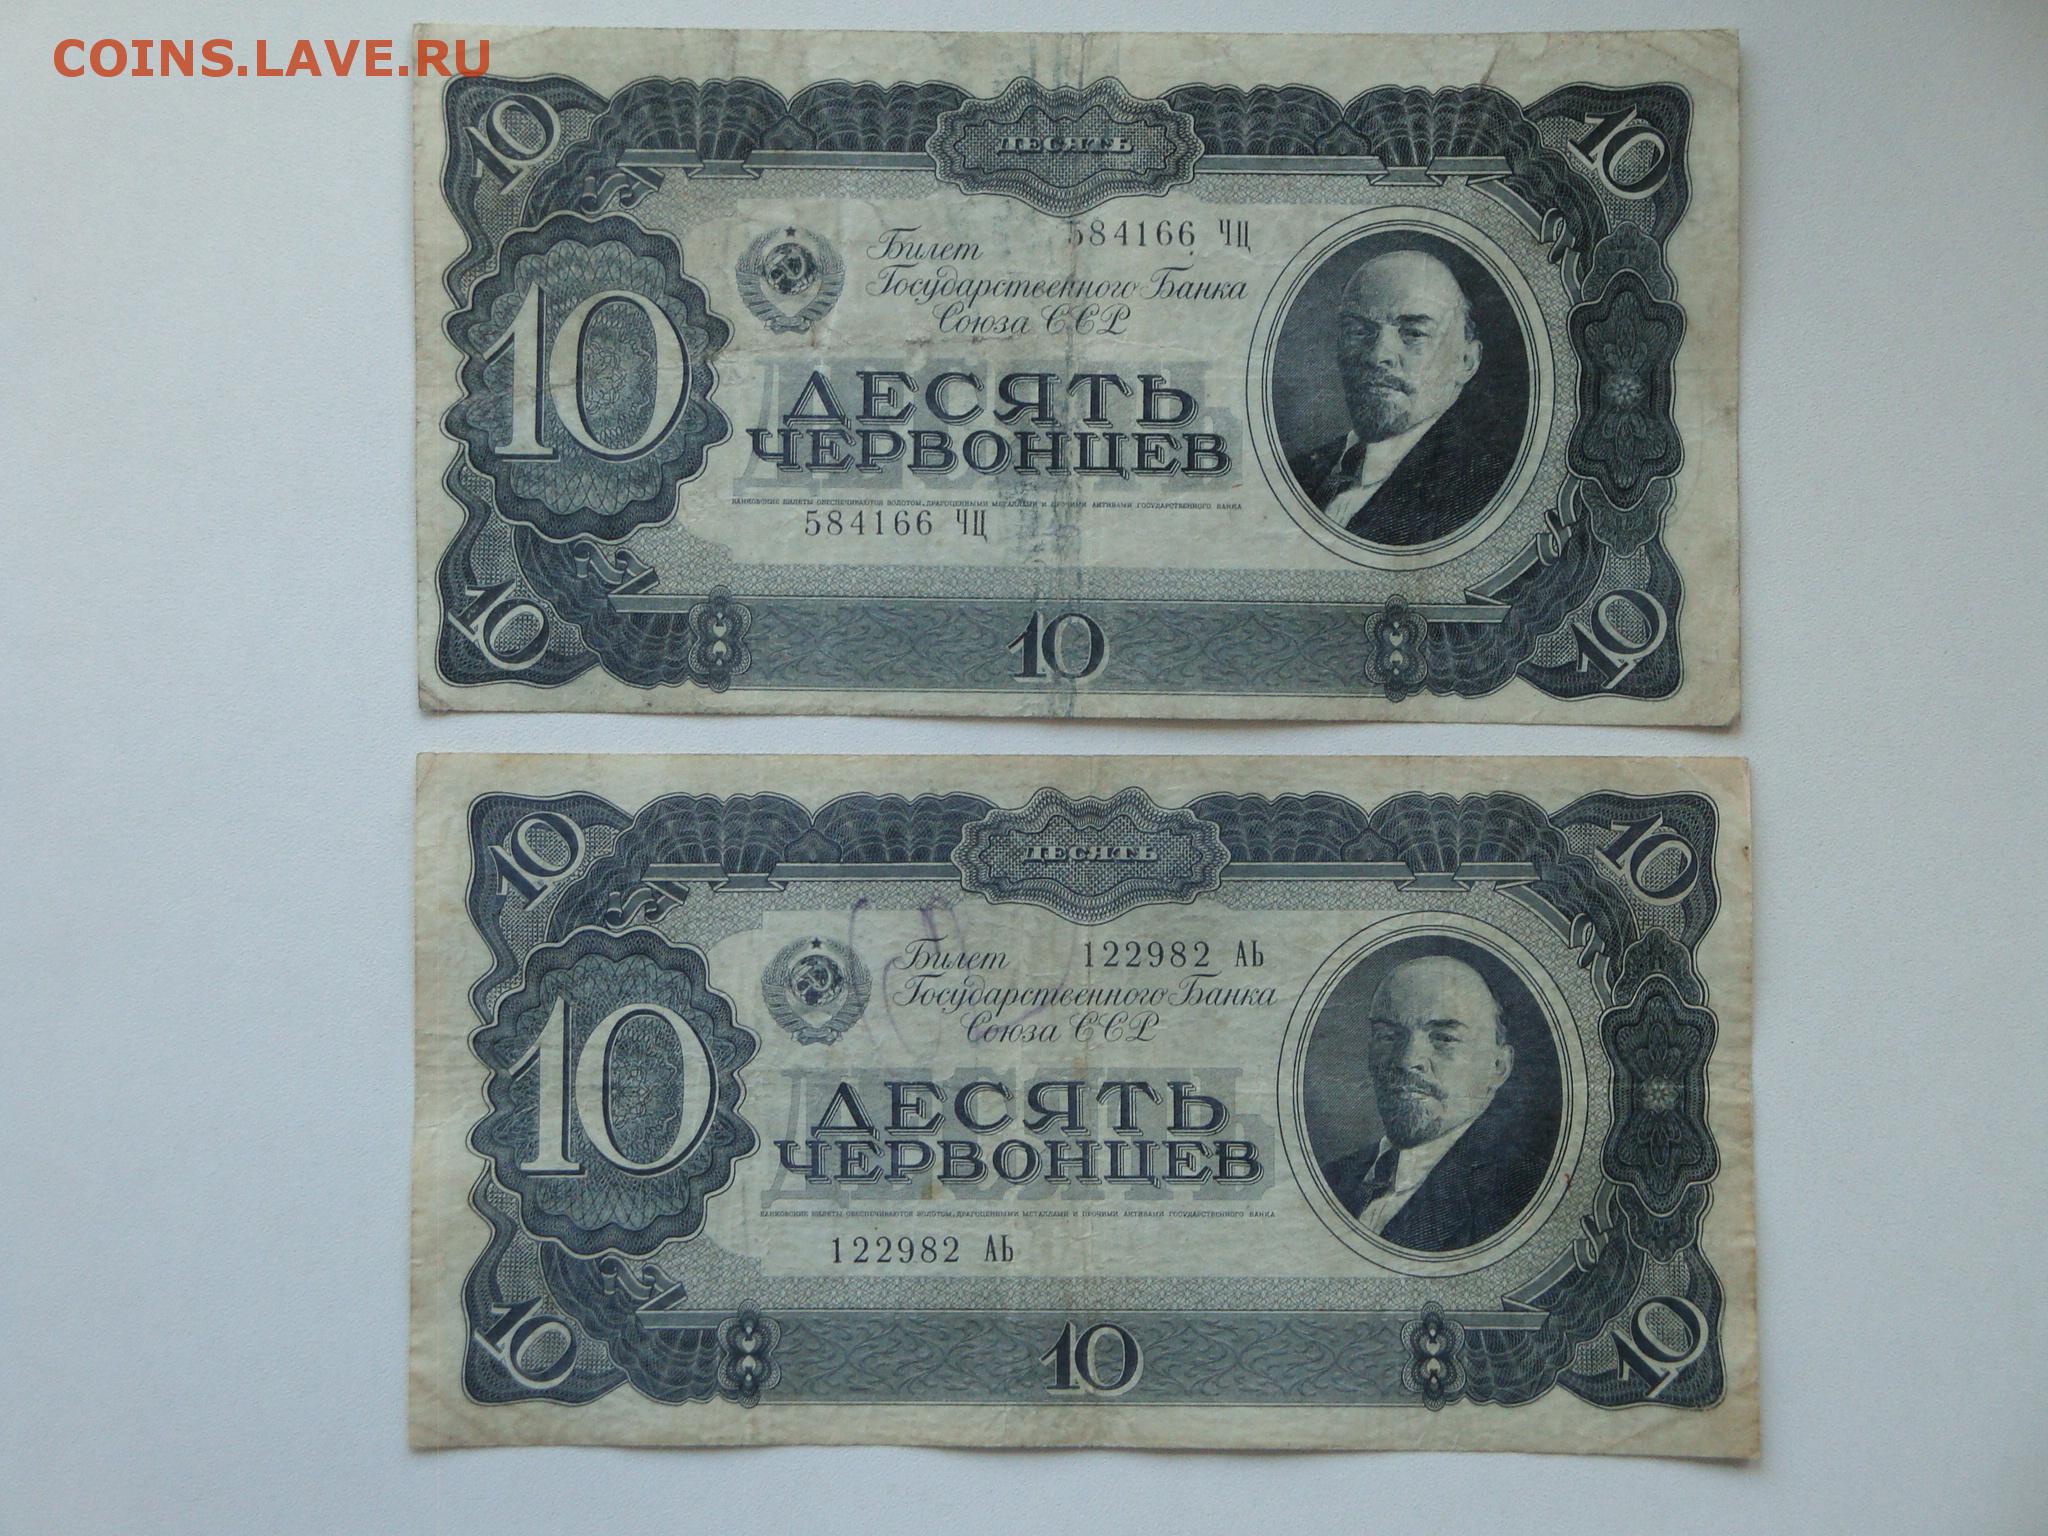 COINS.LAVE.RU
10
ДЕСЯТЬ
10
Билет 584166 ЧЦ
Государственного Банка
Союза ССР
10
ДЕСЯТЬ
ДЕСЯТЬ
ЧЕРВОНЦЕВ
БАНКОВСКИЕ БИЛЕТЫ ОБЕСПЕЧИВАЮТСЯ ЗОЛОТОМ, ДРАГОЦЕННЫМИ МЕТАЛЛАМИ И ПРОЧИМИ АКТИВАМИ ГОСУДАРСТВЕННОГО БАНКА
584166 ЧЦ
10
10
10
10
ДЕСЯТЬ
10
Билет 122982 АЬ
Государственного Банка
Союза ССР
10
ДЕСЯТЬ
ДЕСЯТЬ
ЧЕРВОНЦЕВ
БАНКОВСКИЕ БИЛЕТЫ ОБЕСПЕЧИВАЮТСЯ ЗОЛОТОМ, ДРАГОЦЕННЫМИ МЕТАЛЛАМИ И ПРОЧИМИ АКТИВАМИ ГОСУДАРСТВЕННОГО БАНКА
122982 АЬ
10
10
10